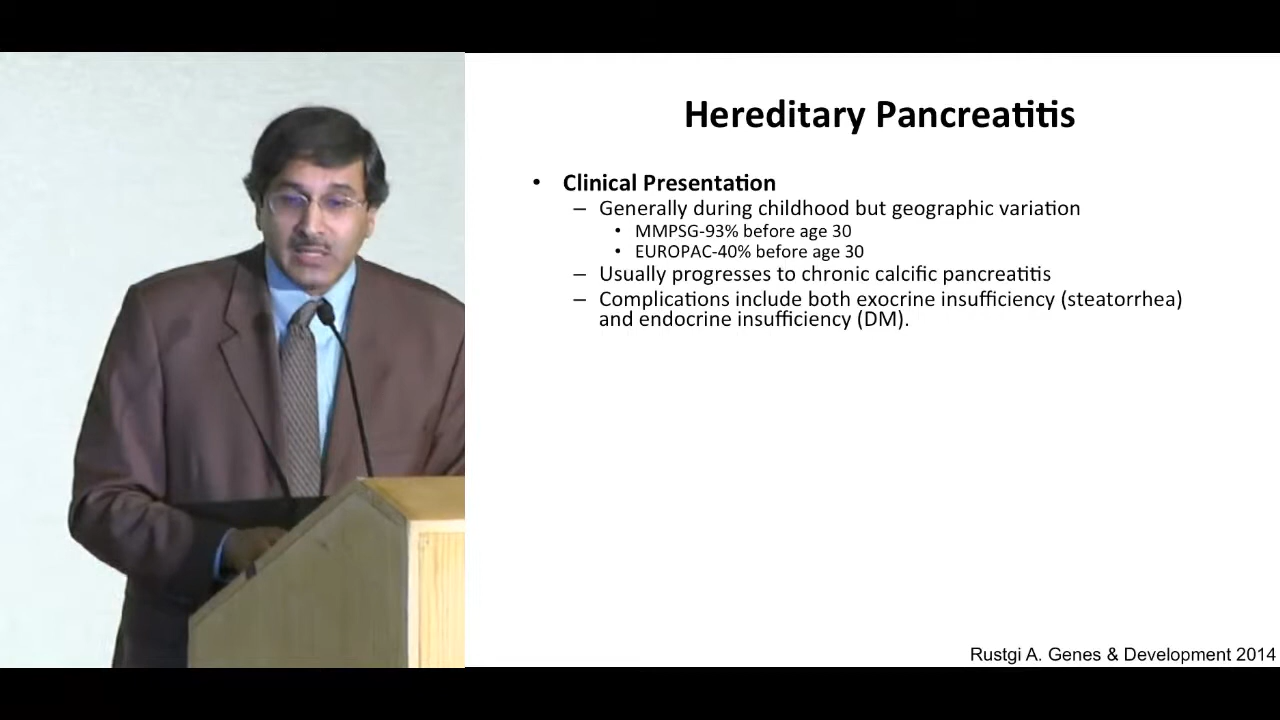 Hereditary Pancreatitis
• Clinical Presentation
– Generally during childhood but geographic variation
• MMPSG-93% before age 30
• EUROPAC-40% before age 30
– Usually progresses to chronic calcific pancreatitis
– Complications include both exocrine insufficiency (steatorrhea)
and endocrine insufficiency (DM).
Rustgi A. Genes & Development 2014